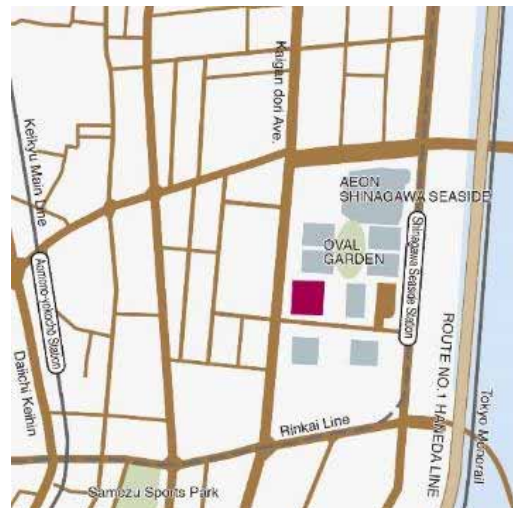 Kaigan dori Ave.
Keikyu Main Line
AEON
SHINAGAWA SEASIDE
OVAL
GARDEN
Shinagawa Seaside Station
Aomono-yokocho Station
Daiichi Keihin
ROUTE NO.1 HANEDA LINE
Tokyo Monorail
Rinkai Line
Samezu Sports Park